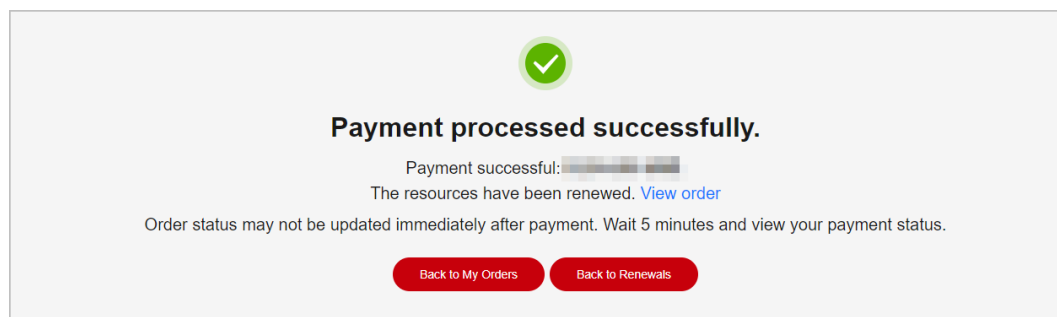 Payment processed successfully.
Payment successful:
The resources have been renewed. View order
Order status may not be updated immediately after payment. Wait 5 minutes and view your payment status.
Back to My Orders Back to Renewals